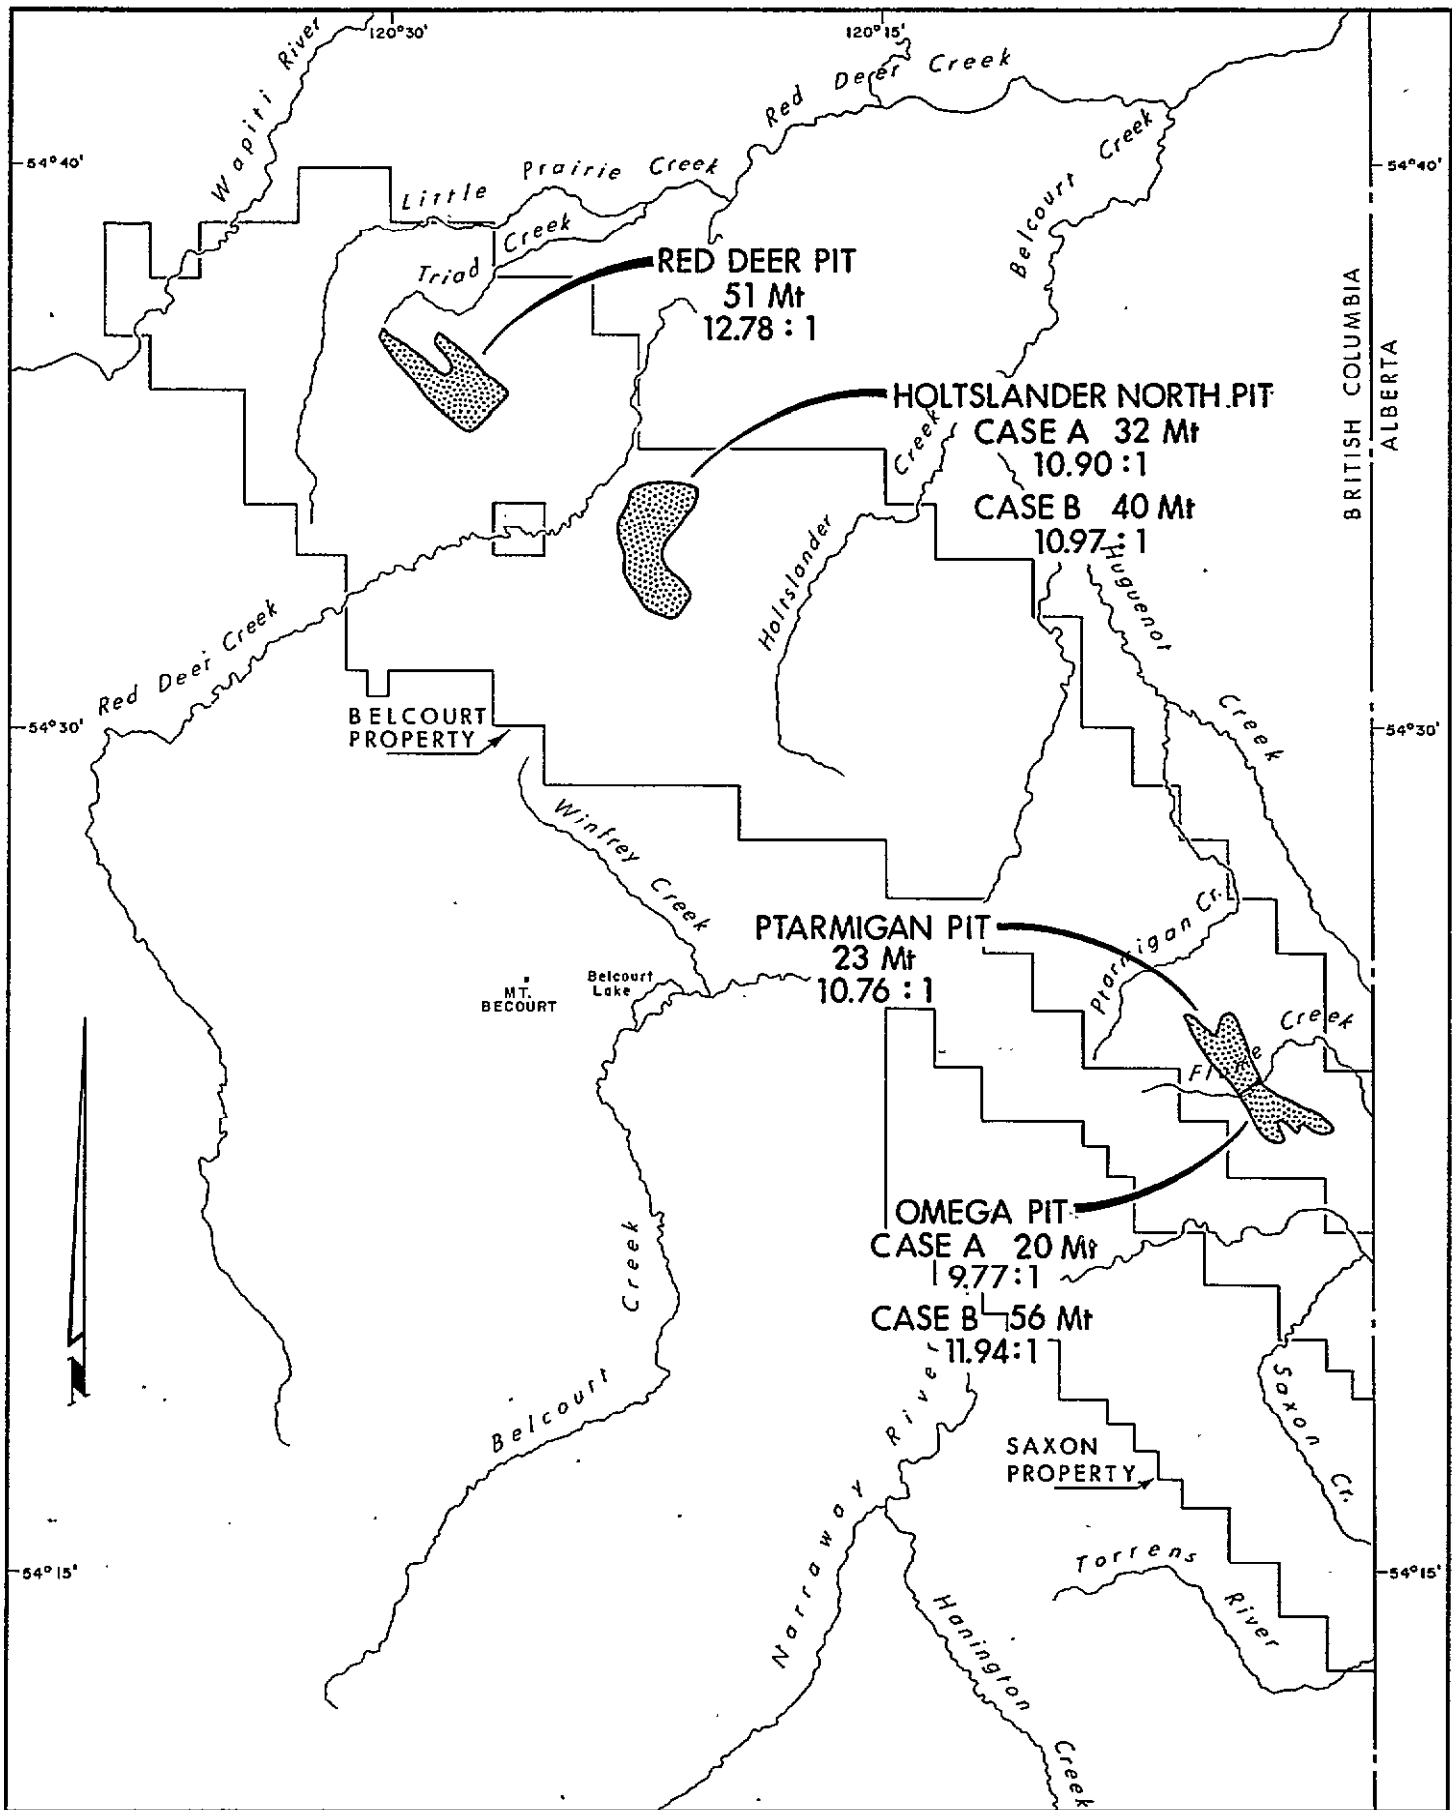 120°30'
120°15'
Wapiti River
Red Deer Creek
54°40'
54°40'
Little Prairie Creek
Belcourt Creek
Triad Creek
RED DEER PIT
51 Mt
12.78 : 1
BRITISH COLUMBIA
ALBERTA
HOLTSLANDER NORTH PIT
CASE A 32 Mt
10.90 : 1
CASE B 40 Mt
10.97 : 1
Holtslander Creek
Huguenot Creek
Red Deer Creek
54°30'
54°30'
BELCOURT
PROPERTY
Winfrey Creek
PTARMIGAN PIT
23 Mt
10.76 : 1
Ptarmigan Cr.
MT.
BECOURT
Belcourt
Lake
Flume Creek
OMEGA PIT
CASE A 20 Mt
9.77:1
CASE B 56 Mt
11.94:1
Belcourt Creek
N
Saxon Cr.
SAXON
PROPERTY
Narraway River
54°15'
54°15'
Torrens River
Hanington Creek